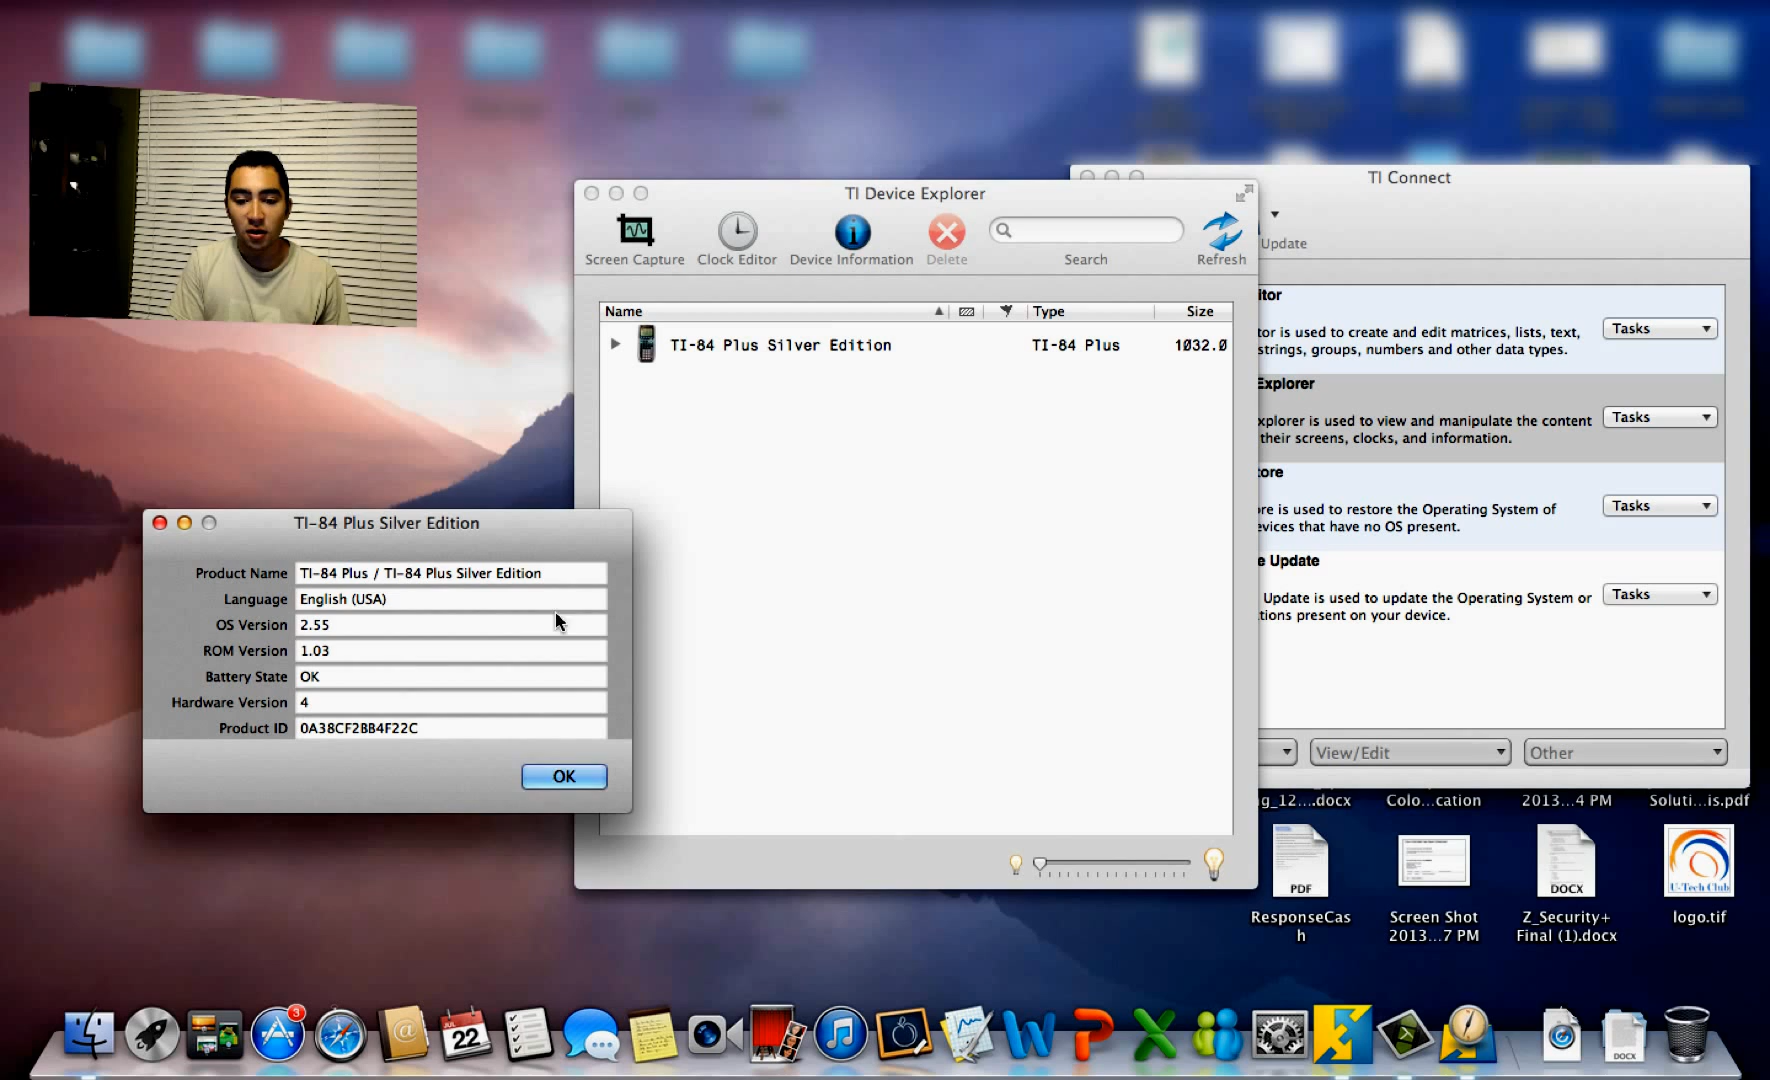 TI Connect
Update
itor
tor is used to create and edit matrices, lists, text,
strings, groups, numbers and other data types.
Tasks
Explorer
xplorer is used to view and manipulate the content
their screens, clocks, and information.
Tasks
tore
re is used to restore the Operating System of
evices that have no OS present.
Tasks
e Update
Update is used to update the Operating System or
tions present on your device.
Tasks
View/Edit
Other
TI Device Explorer
Screen Capture
Clock Editor
Device Information
Delete
Search
Refresh
Name Type Size
TI-84 Plus Silver Edition TI-84 Plus 1032.0
TI-84 Plus Silver Edition
Product Name TI-84 Plus / TI-84 Plus Silver Edition
Language English (USA)
OS Version 2.55
ROM Version 1.03
Battery State OK
Hardware Version 4
Product ID 0A38CF2BB4F22C
OK
g_12....docx
Colo...cation
2013...4 PM
Soluti...is.pdf
PDF
ResponseCas
h
Screen Shot
2013...7 PM
DOCX
Z_Security+
Final (1).docx
U-Tech Club
logo.tif
3
JUL
22
DOCX